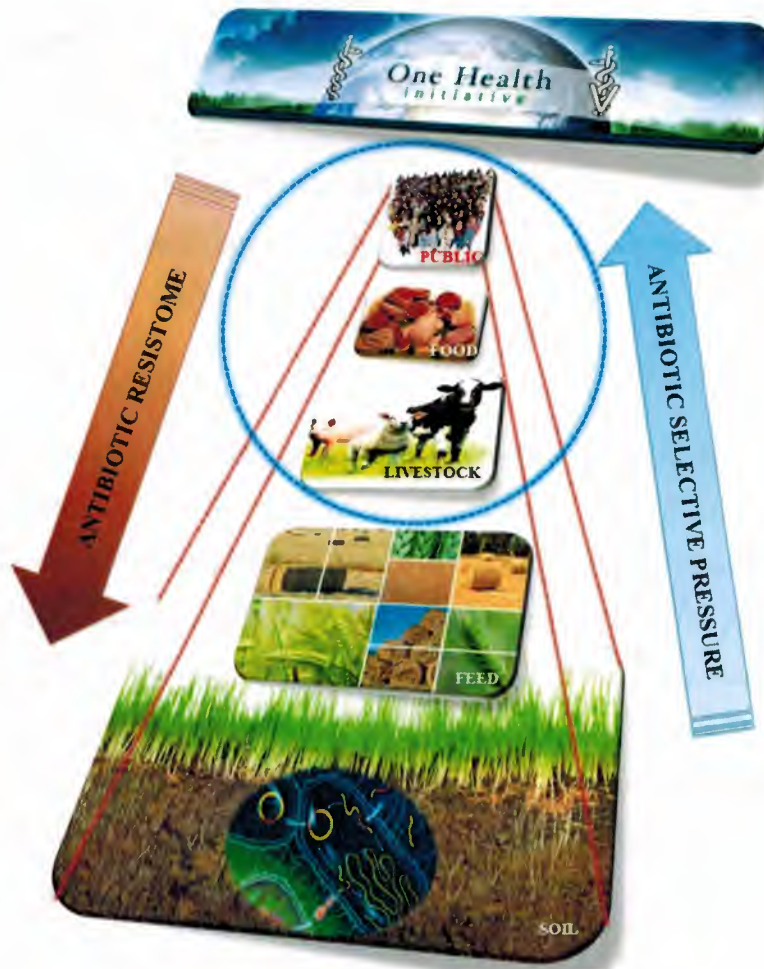 One Health
initiative
PUBLIC
FOOD
LIVESTOCK
FEED
SOIL
ANTIBIOTIC RESISTOME
ANTIBIOTIC SELECTIVE PRESSURE